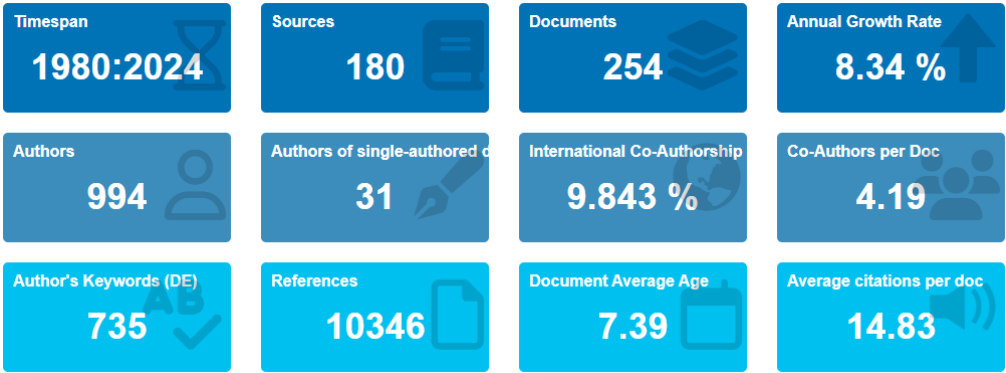 Timespan
1980:2024
Sources
180
Documents
254
Annual Growth Rate
8.34 %
Authors
994
Authors of single-authored d
31
International Co-Authorship
9.843 %
Co-Authors per Doc
4.19
Author's Keywords (DE)
735
AB
References
10346
Document Average Age
7.39
Average citations per doc
14.83